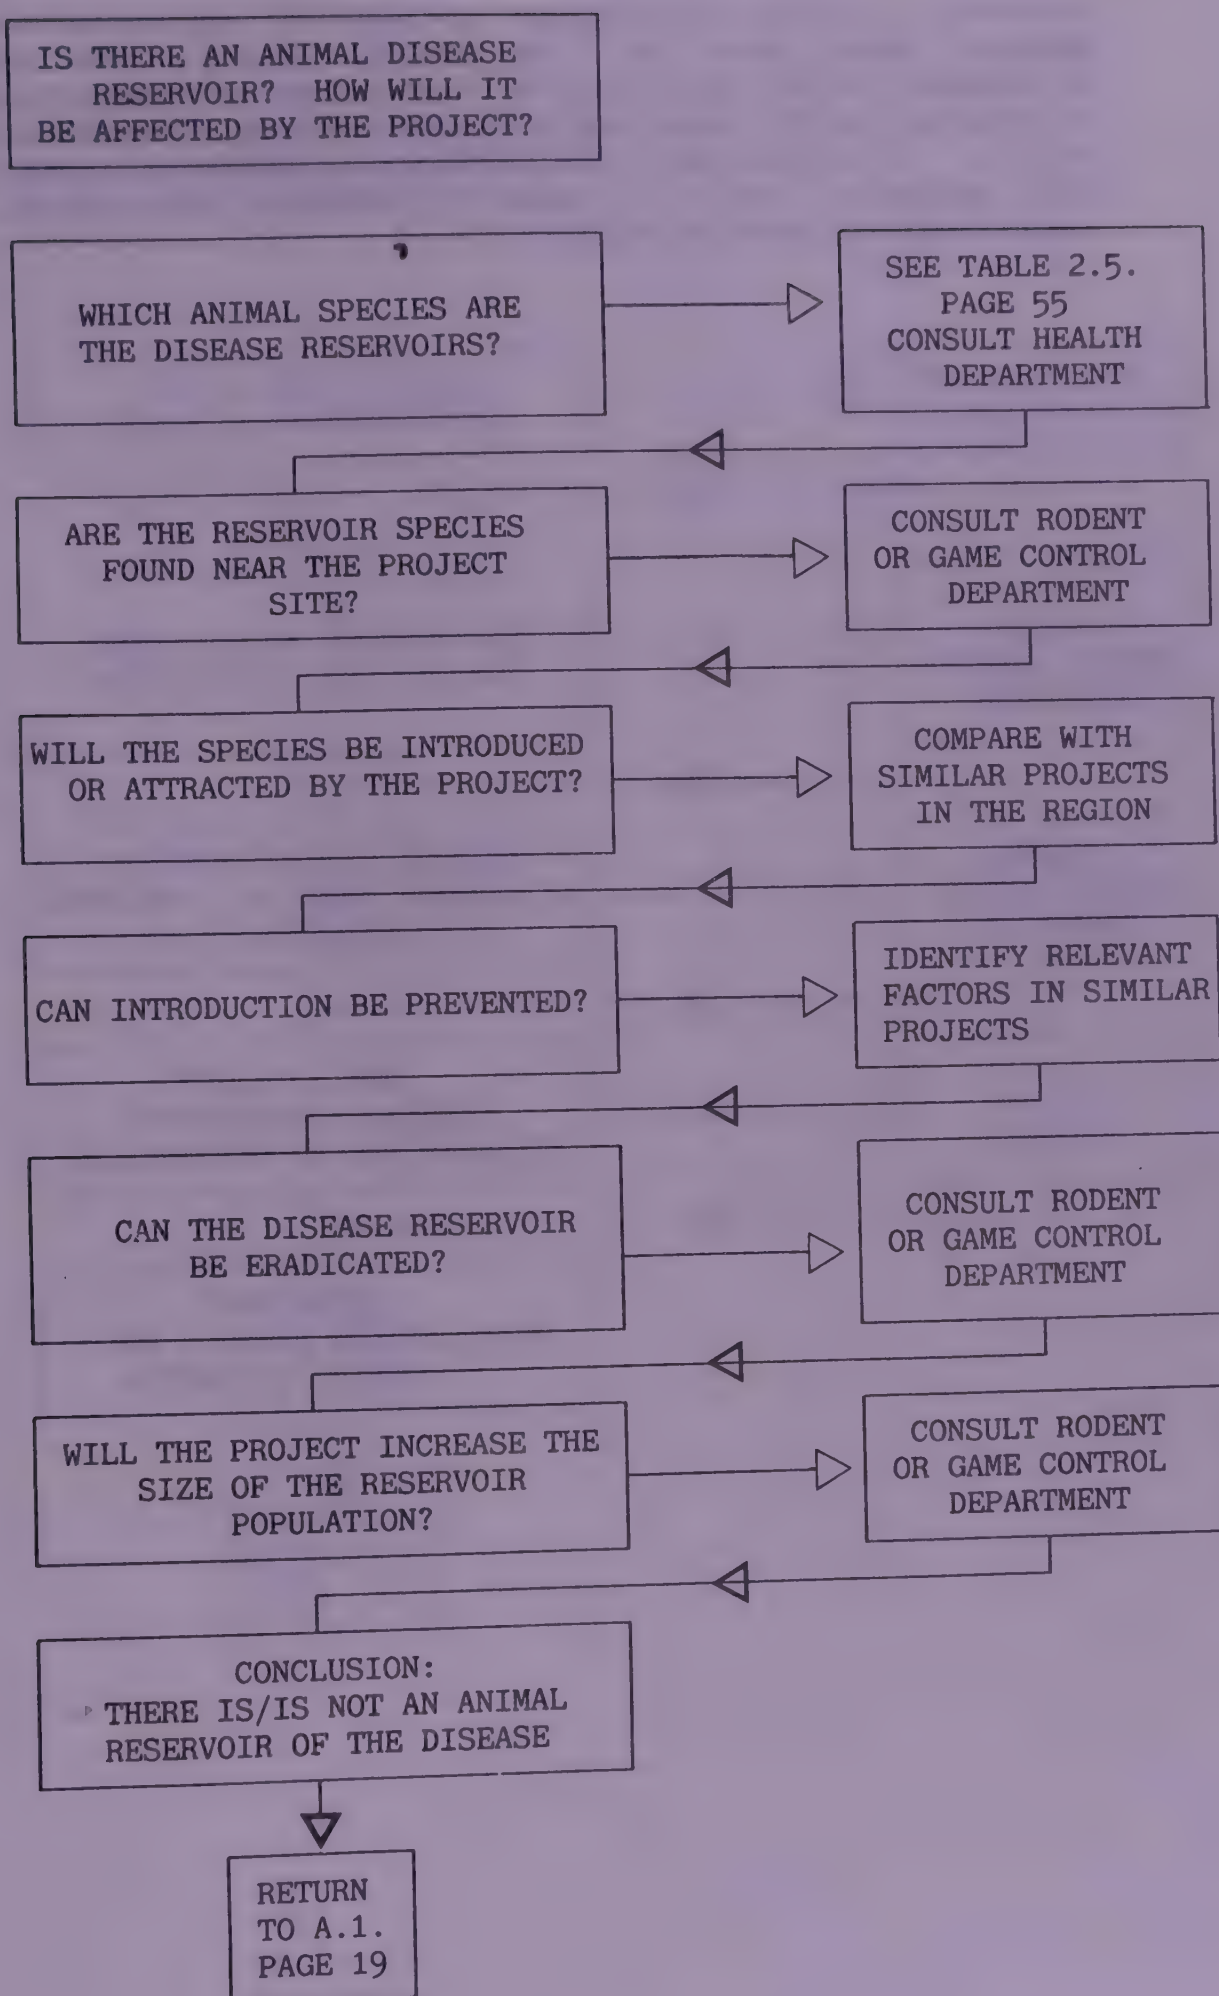 IS THERE AN ANIMAL DISEASE
RESERVOIR? HOW WILL IT
BE AFFECTED BY THE PROJECT?
WHICH ANIMAL SPECIES ARE
THE DISEASE RESERVOIRS?
SEE TABLE 2.5.
PAGE 55
CONSULT HEALTH
DEPARTMENT
ARE THE RESERVOIR SPECIES
FOUND NEAR THE PROJECT
SITE?
CONSULT RODENT
OR GAME CONTROL
DEPARTMENT
WILL THE SPECIES BE INTRODUCED
OR ATTRACTED BY THE PROJECT?
COMPARE WITH
SIMILAR PROJECTS
IN THE REGION
CAN INTRODUCTION BE PREVENTED?
IDENTIFY RELEVANT
FACTORS IN SIMILAR
PROJECTS
CAN THE DISEASE RESERVOIR
BE ERADICATED?
CONSULT RODENT
OR GAME CONTROL
DEPARTMENT
WILL THE PROJECT INCREASE THE
SIZE OF THE RESERVOIR
POPULATION?
CONSULT RODENT
OR GAME CONTROL
DEPARTMENT
CONCLUSION:
THERE IS/IS NOT AN ANIMAL
RESERVOIR OF THE DISEASE
RETURN
TO A.1.
PAGE 19